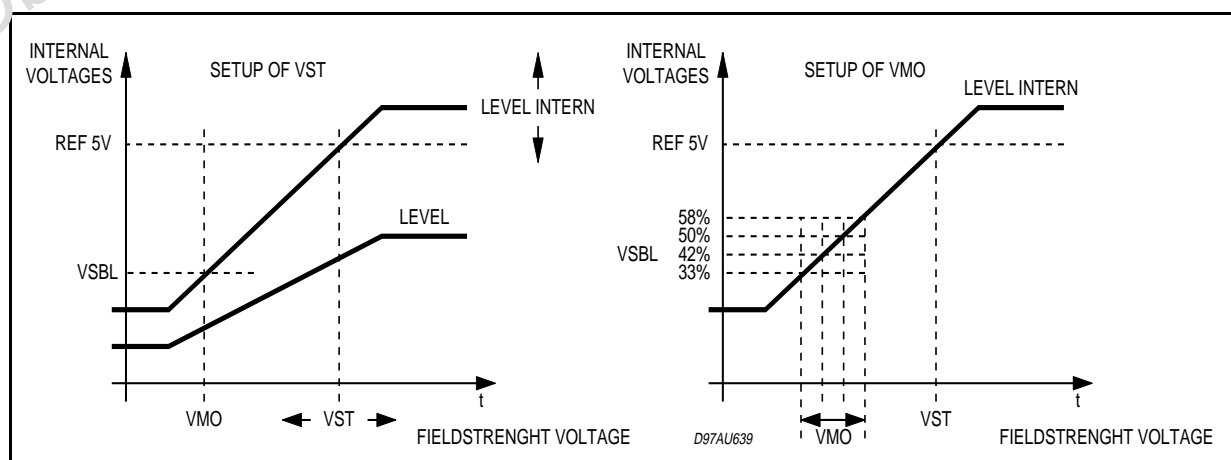 INTERNAL
VOLTAGES
SETUP OF VST
LEVEL INTERN
REF 5V
LEVEL
VSBL
t
VMO
VST
FIELDSTRENGHT VOLTAGE
INTERNAL
VOLTAGES
SETUP OF VMO
LEVEL INTERN
REF 5V
58%
50%
VSBL
42%
33%
t
D97AU639
VMO
VST
FIELDSTRENGHT VOLTAGE